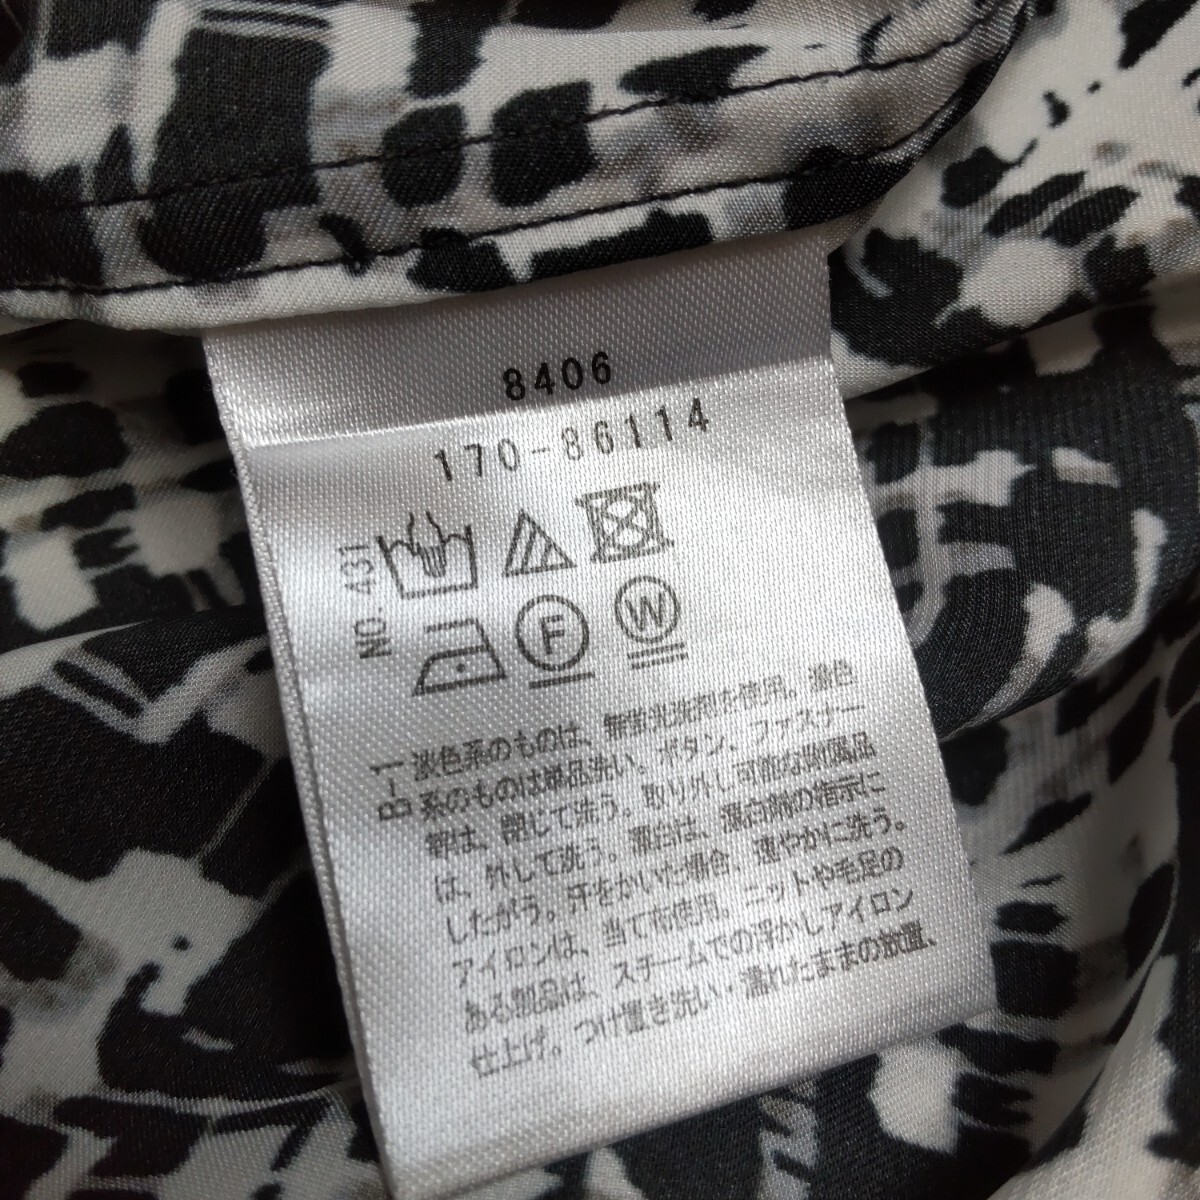 8406
170-86114
NO. 431
F
W
B-1
淡色系のものは、無蛍光洗剤を使用。濃色
系のものは単品洗い。ボタン、ファスナー
類は、閉じて洗う。取り外し可能な附属品
は、外して洗う。漂白は、漂白剤の指示に
したがう。汗をかいた場合、速やかに洗う。
アイロンは、当て布使用。ニットや毛足の
ある製品は、スチームでの浮かしアイロン
仕上げ。つけ置き洗い・濡れたままの放置、